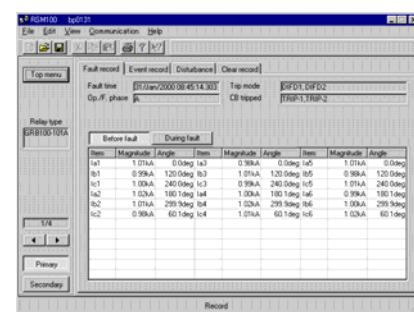 RSM100 bp0131
File Edit View Communication Help
Top menu
Fault record Event record Disturbance Clear record
Fault time 01/Jan/2000 08:45:14.303 Trip mode DIFD1,DIFD2
Op./F. phase A CB tripped TRIP-1,TRIP-2
Relay type
GRB100-101A
Before fault During fault
Item Magnitude Angle Item Magnitude Angle Item Magnitude Angle
Ia1 1.01kA 0.0deg Ia3 0.98kA 0.0deg Ia5 1.01kA 0.0deg
Ib1 0.99kA 120.0deg Ib3 1.01kA 120.0deg Ib5 0.98kA 120.0deg
Ic1 1.00kA 240.0deg Ic3 0.99kA 240.0deg Ic5 1.01kA 240.0deg
Ia2 1.02kA 180.1deg Ia4 1.00kA 180.1deg Ia6 0.99kA 180.1deg
Ib2 1.01kA 299.9deg Ib4 1.02kA 299.9deg Ib6 1.00kA 299.9deg
Ic2 0.98kA 60.1deg Ic4 1.01kA 60.1deg Ic6 1.02kA 60.1deg
1/4
Primary
Secondary
Record